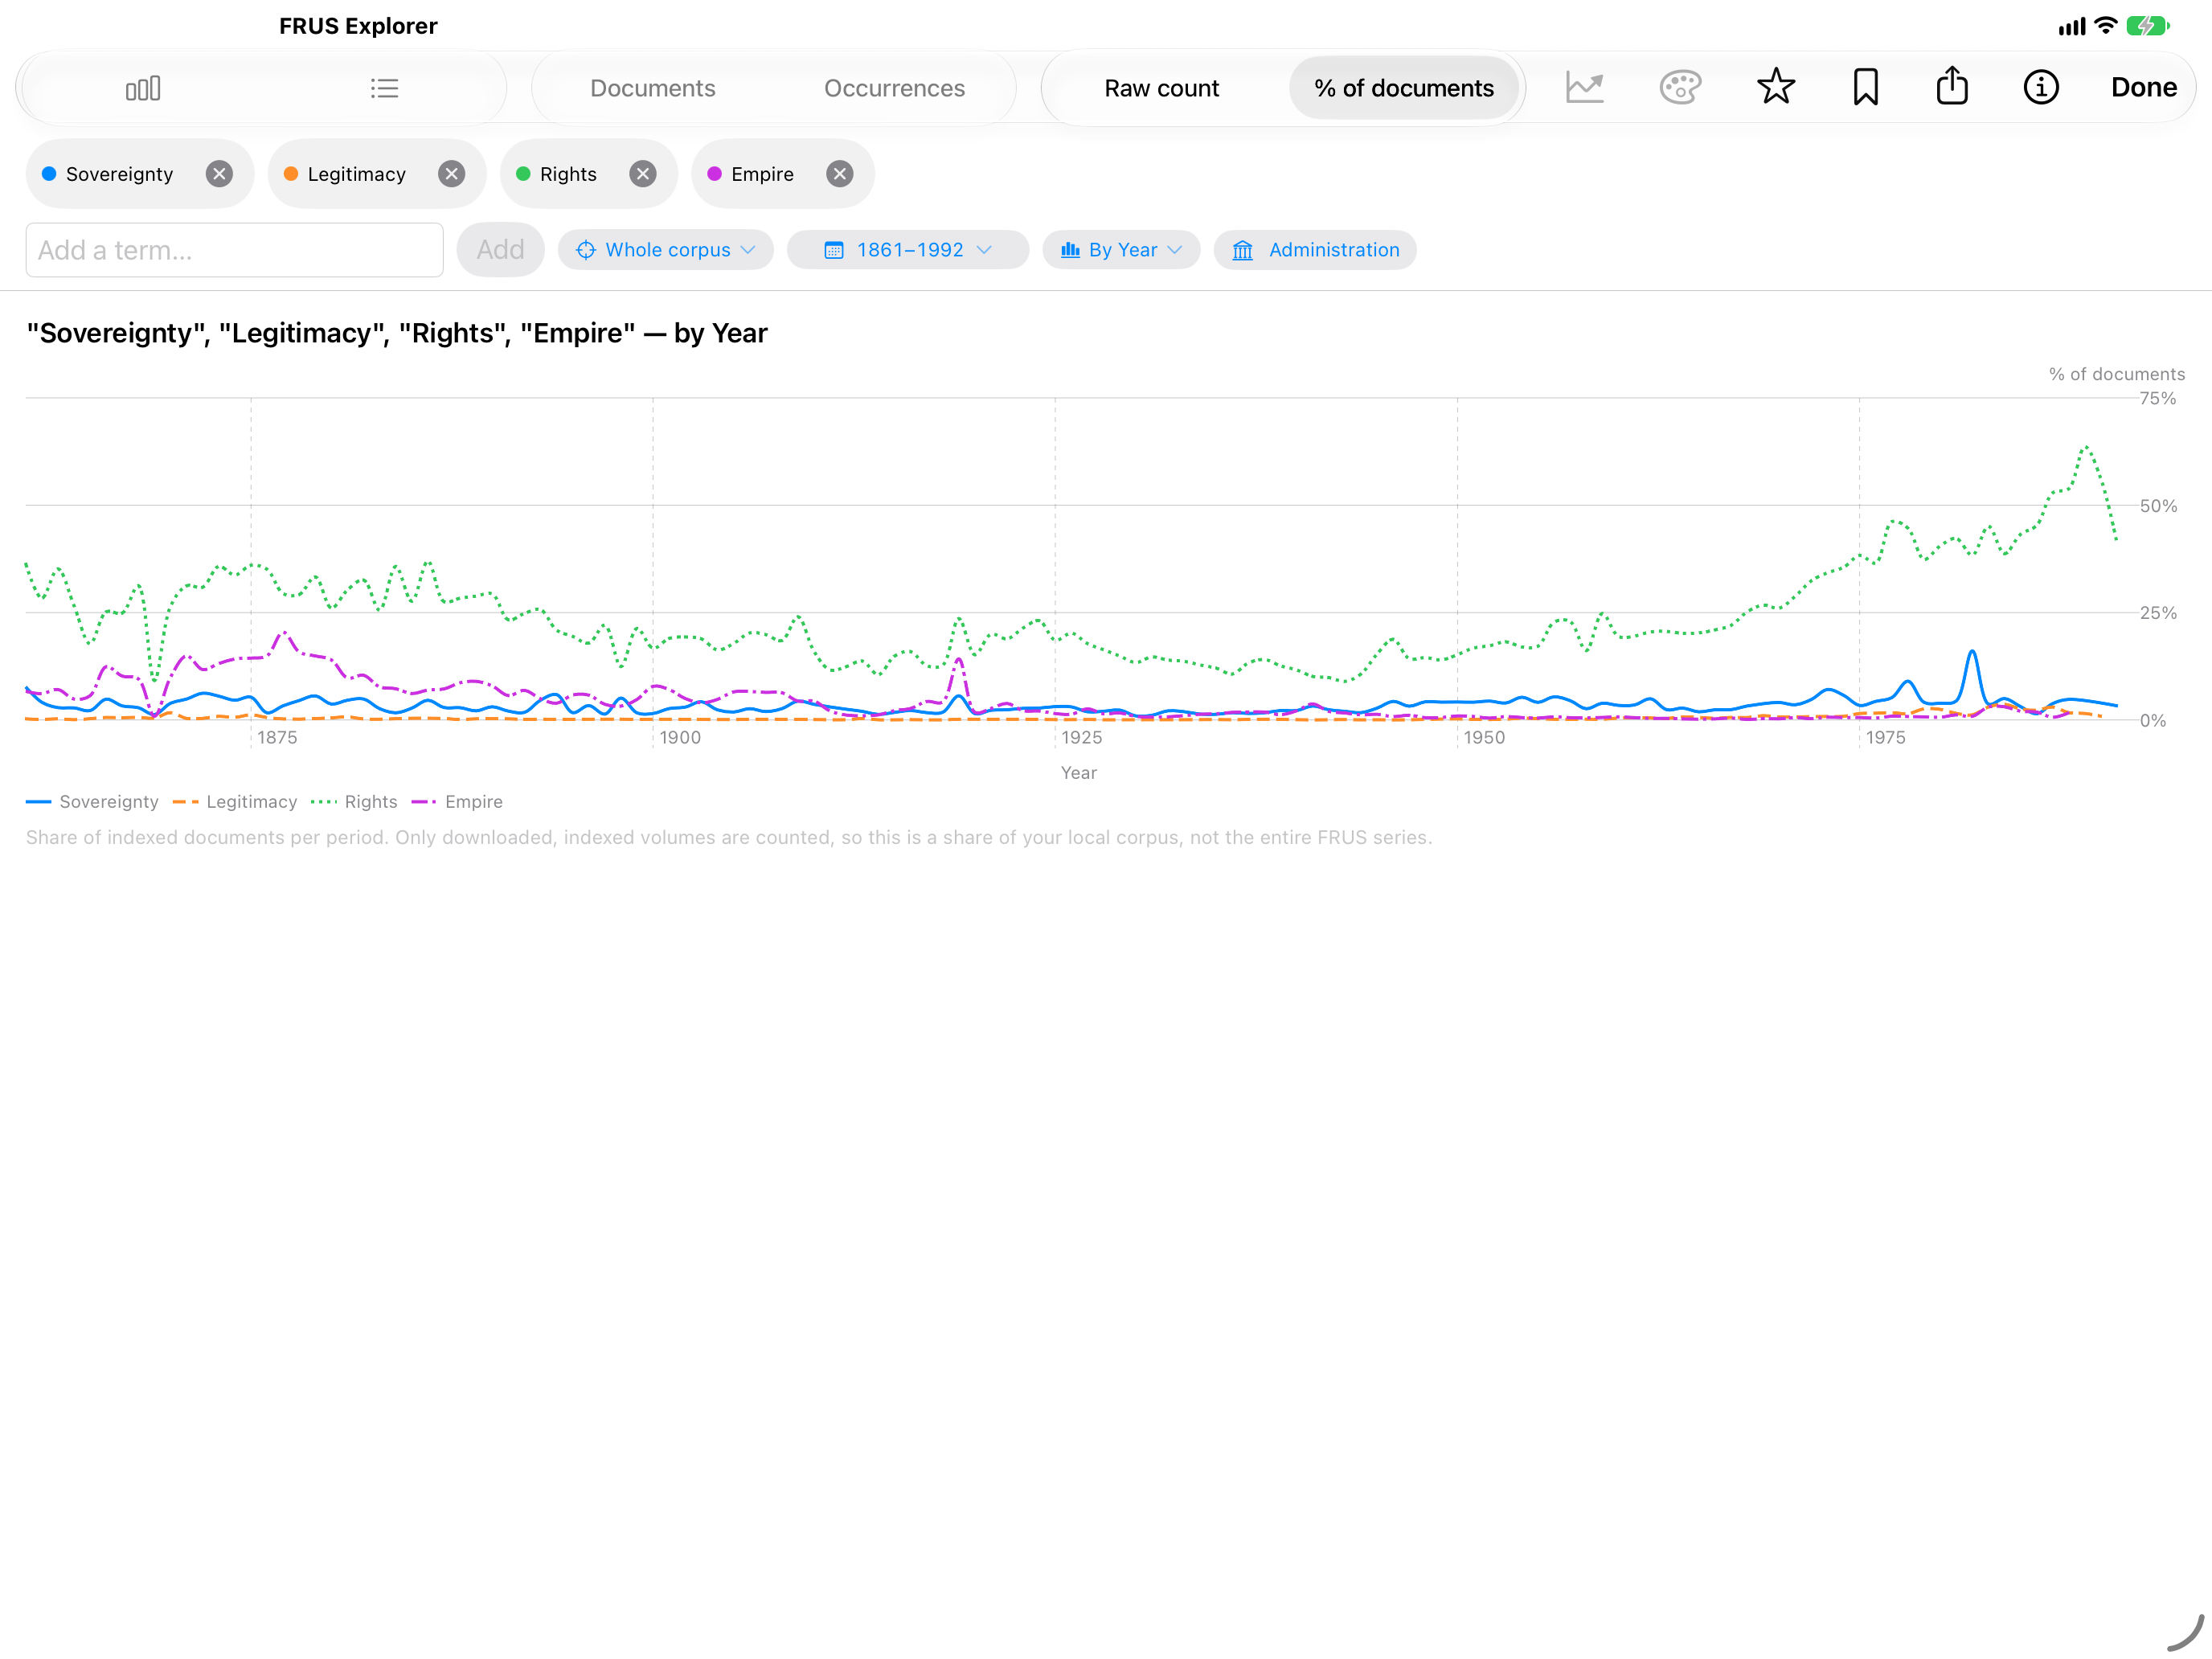 FRUS Explorer
Documents Occurrences Raw count % of documents Done
Sovereignty Legitimacy Rights Empire
Add a term... Add Whole corpus 1861–1992 By Year Administration
"Sovereignty", "Legitimacy", "Rights", "Empire" — by Year
% of documents
75%
50%
25%
0%
1875 1900 1925 1950 1975
Year
Sovereignty Legitimacy Rights Empire
Share of indexed documents per period. Only downloaded, indexed volumes are counted, so this is a share of your local corpus, not the entire FRUS series.